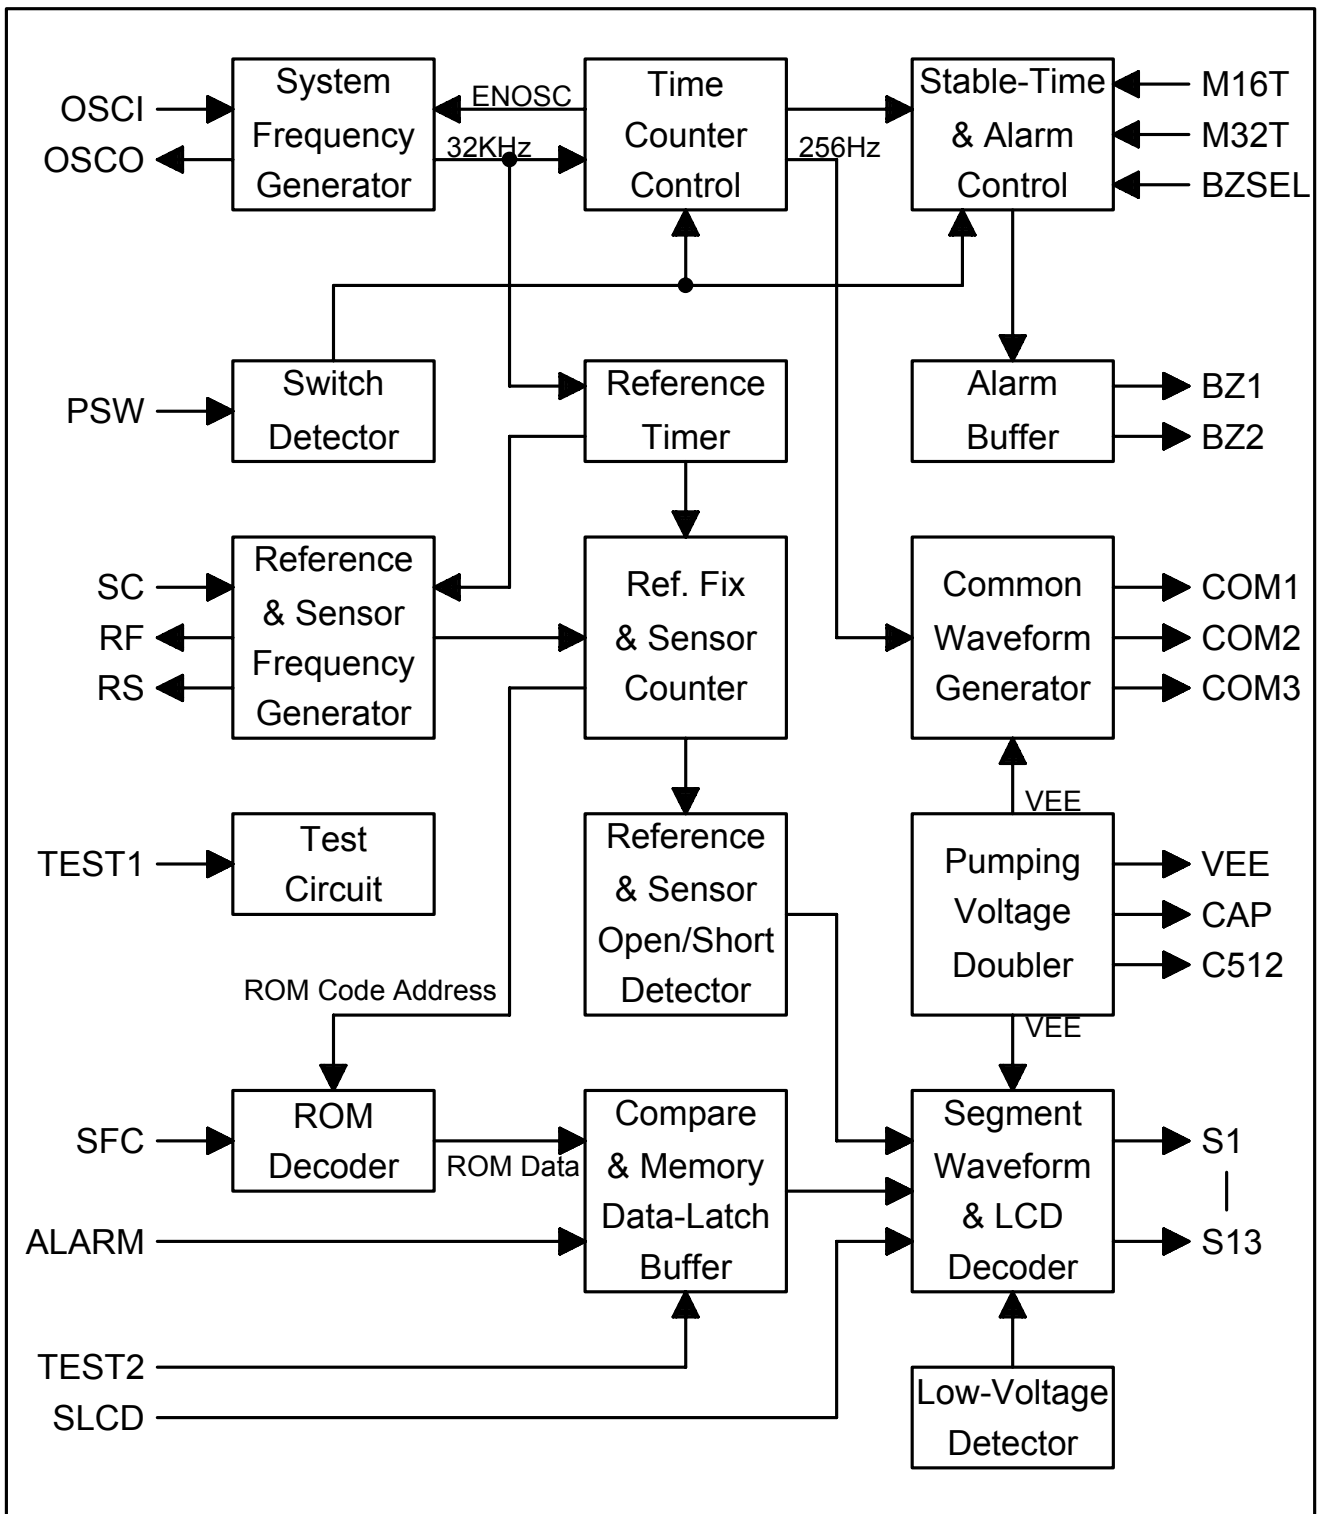 OSCI
OSCO
System
Frequency
Generator
ENOSC
32KHz
Time
Counter
Control
256Hz
Stable-Time
& Alarm
Control
M16T
M32T
BZSEL
PSW
Switch
Detector
Reference
Timer
Alarm
Buffer
BZ1
BZ2
SC
RF
RS
Reference
& Sensor
Frequency
Generator
Ref. Fix
& Sensor
Counter
Common
Waveform
Generator
COM1
COM2
COM3
VEE
TEST1
Test
Circuit
Reference
& Sensor
Open/Short
Detector
Pumping
Voltage
Doubler
VEE
CAP
C512
ROM Code Address
VEE
SFC
ROM
Decoder
ROM Data
Compare
& Memory
Data-Latch
Buffer
Segment
Waveform
& LCD
Decoder
S1
S13
ALARM
TEST2
SLCD
Low-Voltage
Detector